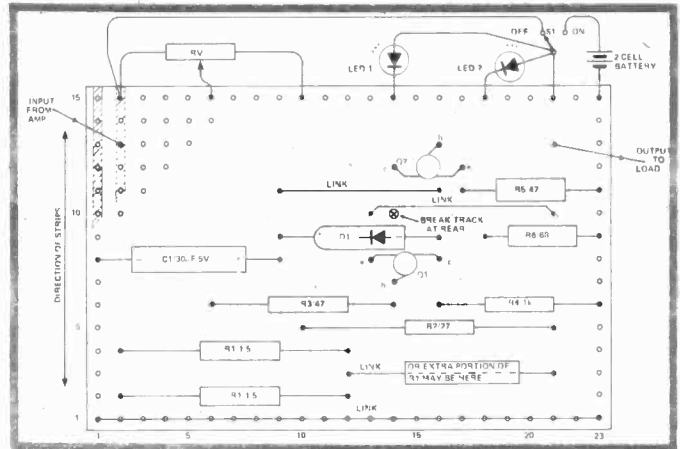 OFF S1 ON
RV
LED 1
LED 2
2 CELL
BATTERY
15
INPUT
FROM
AMP
OUTPUT
TO
LOAD
Q2
b
c
e
LINK
R5 47
LINK
10
BREAK TRACK
AT REAR
D1
R6 68
C1 30µF 5V
e
c
Q1
b
DIRECTION OF STRIPS
R3 47
R4 1k
5
R2 27
R1 1.5
LINK
OR EXTRA PORTION OF
R1 MAY BE HERE
R1 1.5
LINK
1
1
5
10
15
20
23